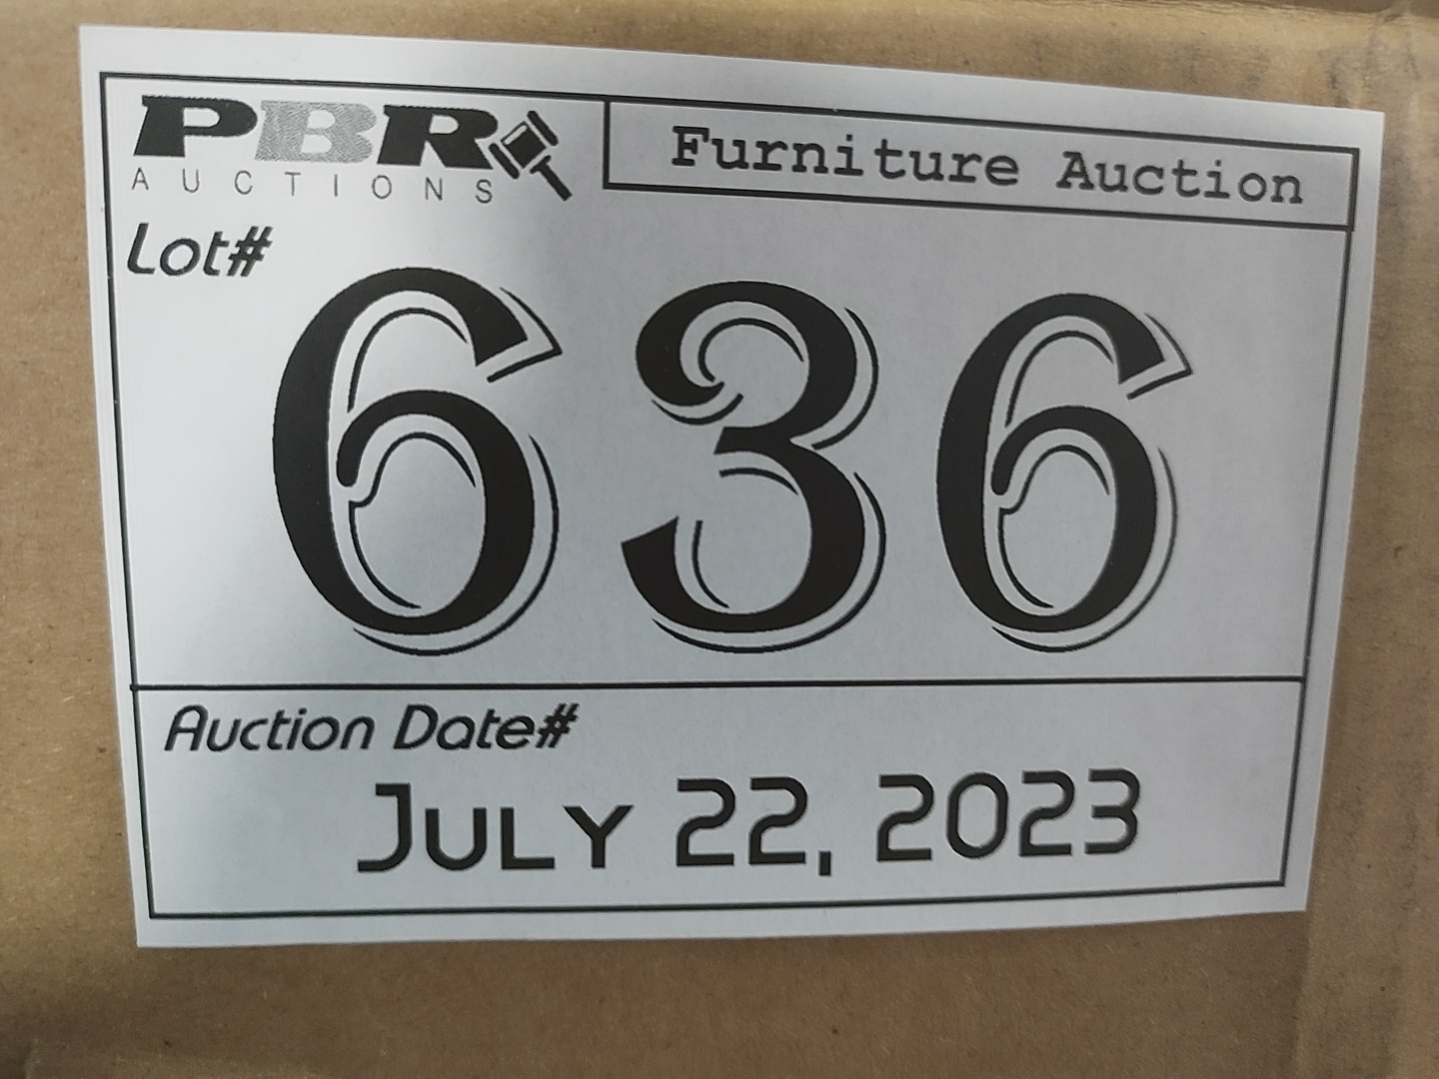 PBR
AUCTIONS
Furniture Auction
Lot#
636
Auction Date#
July 22, 2023